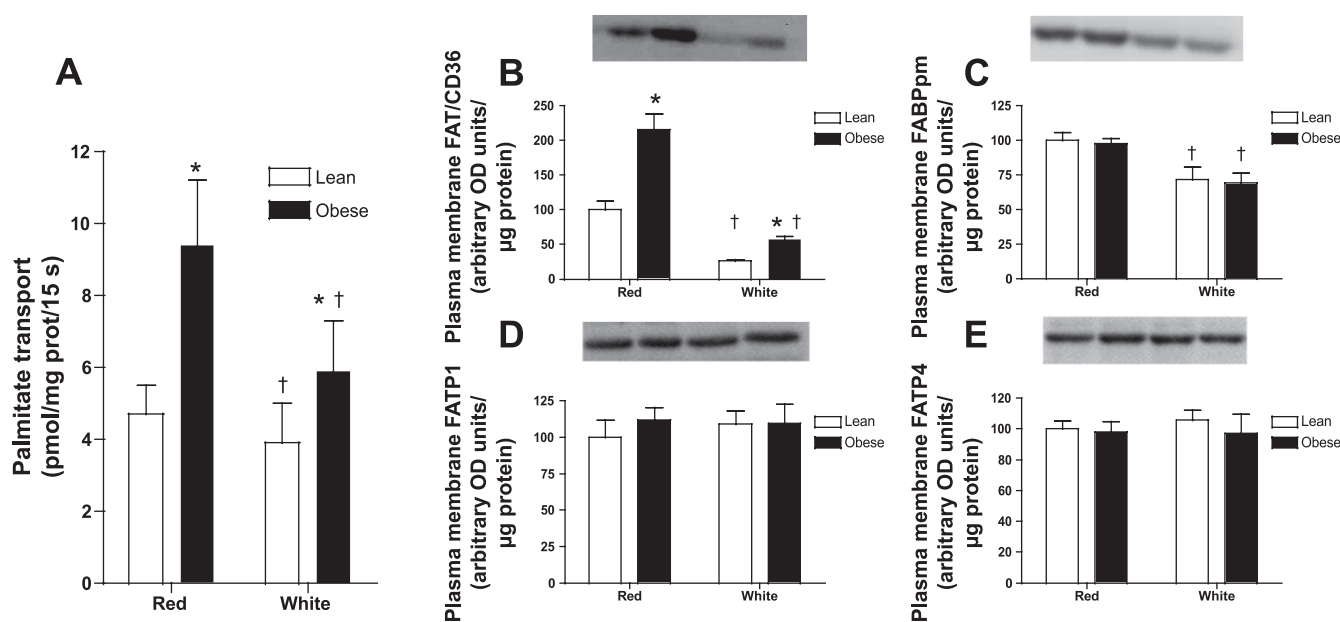 A
Palmitate transport
(pmol/mg prot/15 s)
12
10
8
6
4
2
0
*
†
* †
Lean
Obese
Red
White
B
Plasma membrane FAT/CD36
(arbitrary OD units/
µg protein)
250
200
150
100
50
0
*
†
* †
Lean
Obese
Red
White
C
Plasma membrane FABPpm
(arbitrary OD units/
µg protein)
125
100
75
50
25
0
†
†
Lean
Obese
Red
White
D
Plasma membrane FATP1
(arbitrary OD units/
µg protein)
125
100
75
50
25
0
Lean
Obese
Red
White
E
Plasma membrane FATP4
(arbitrary OD units/
µg protein)
120
100
80
60
40
20
0
Lean
Obese
Red
White